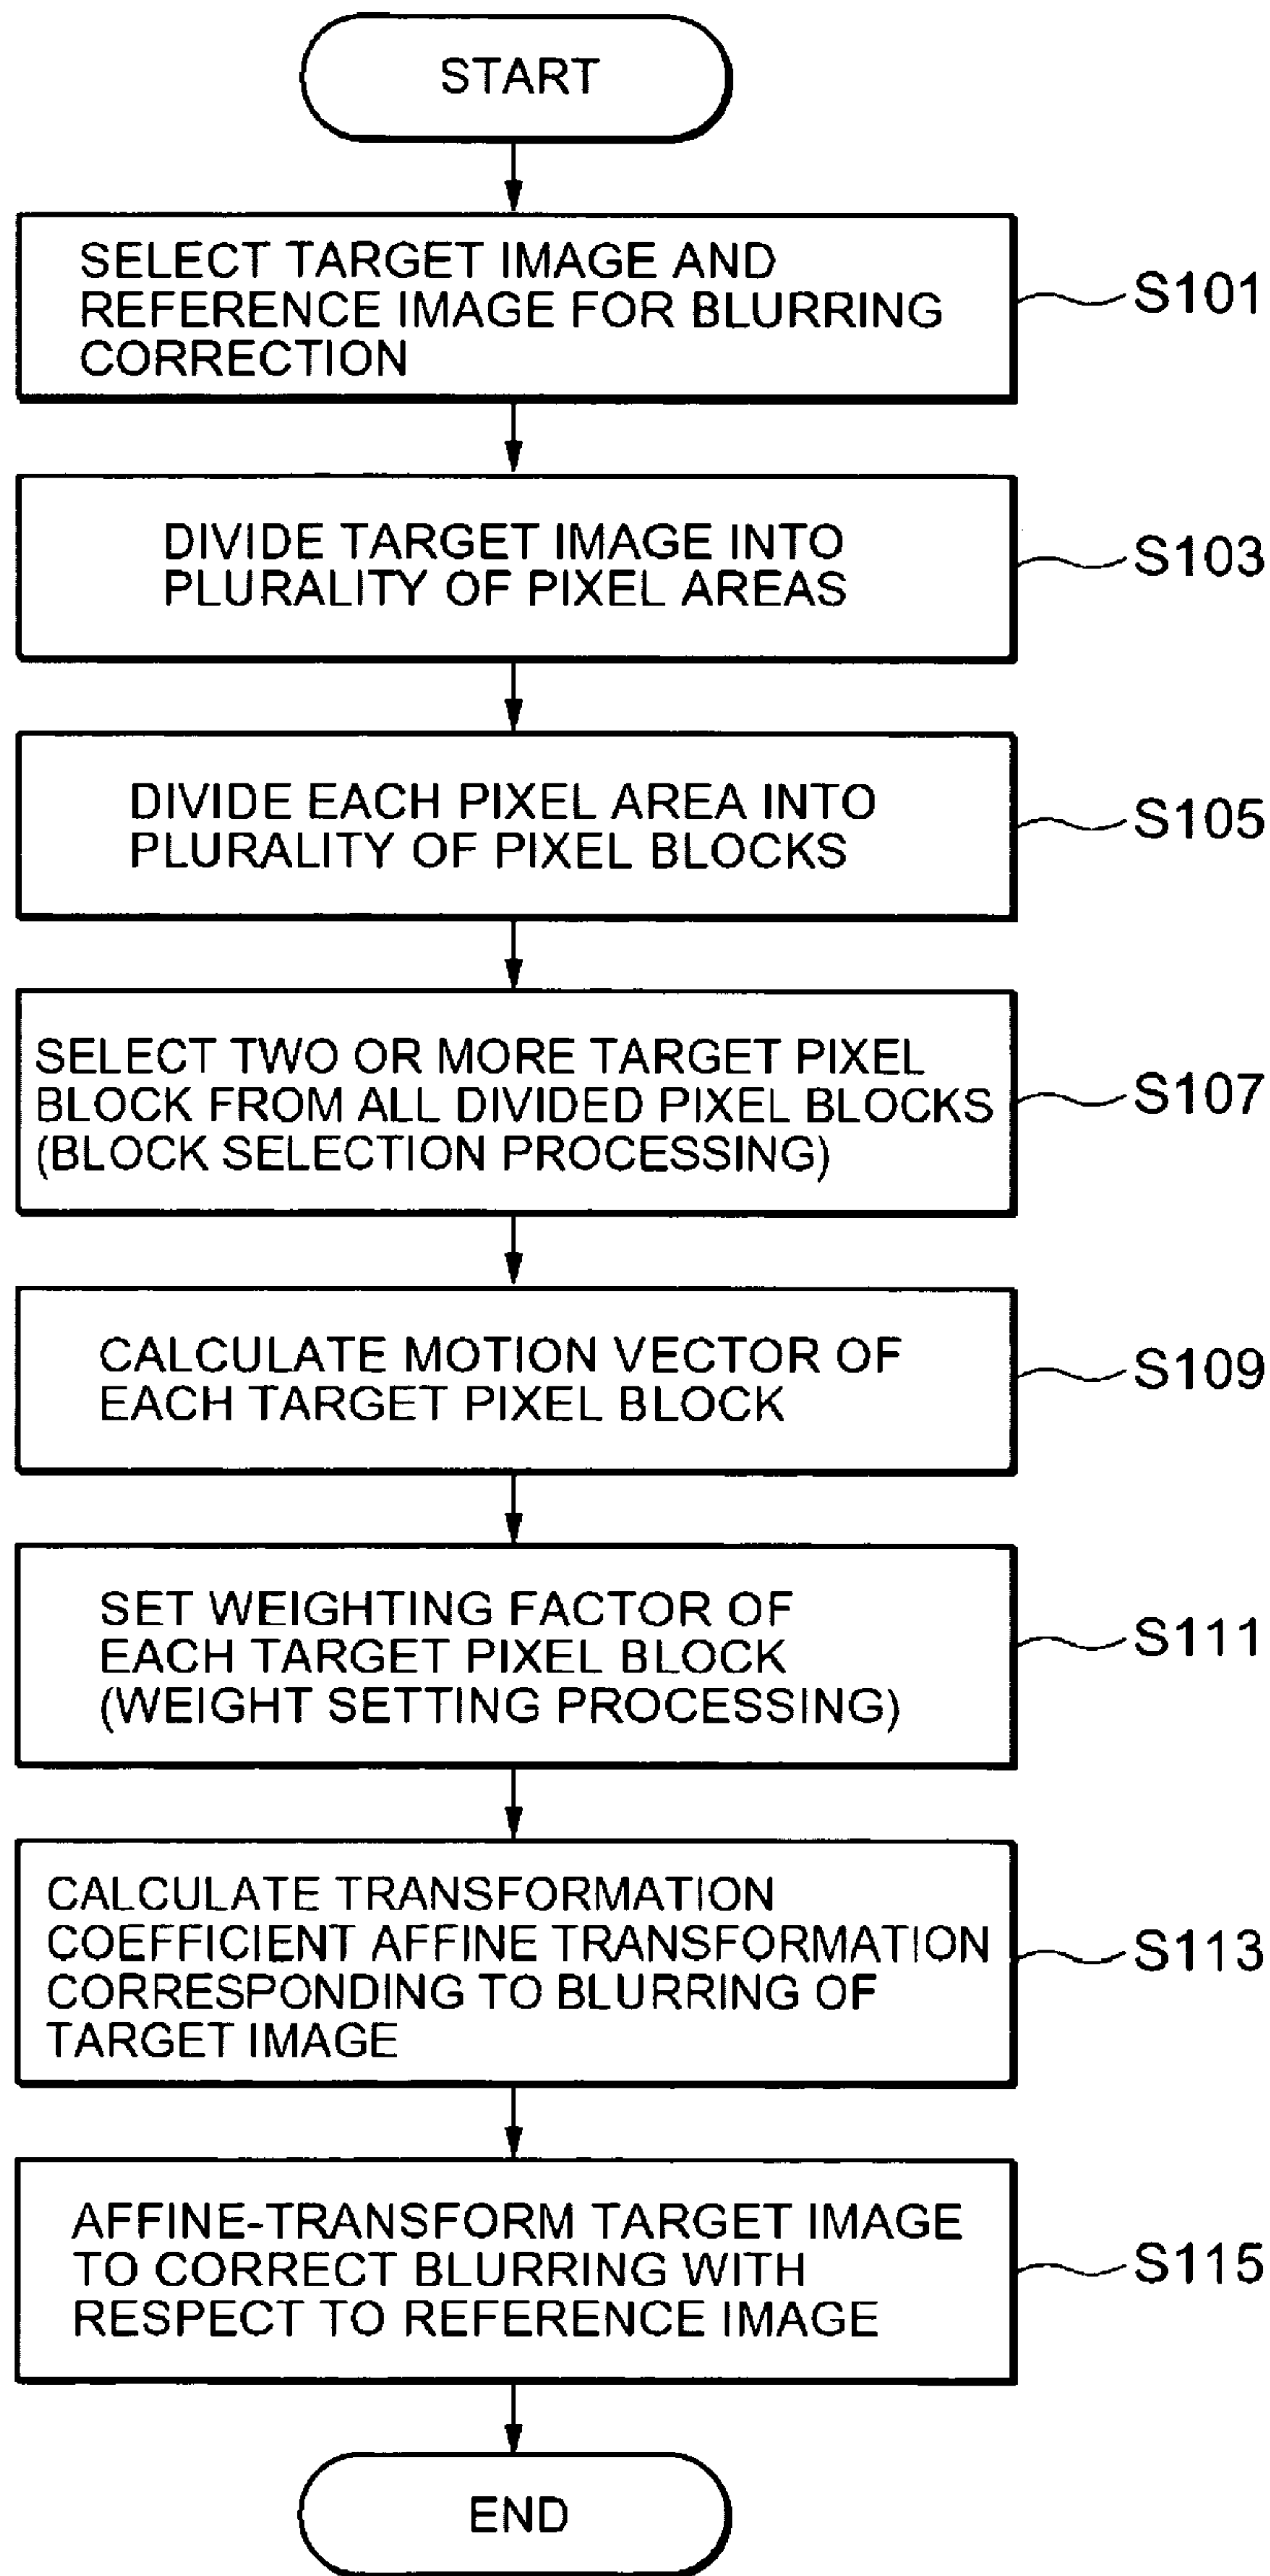 START
SELECT TARGET IMAGE AND
REFERENCE IMAGE FOR BLURRING
CORRECTION
S101
DIVIDE TARGET IMAGE INTO
PLURALITY OF PIXEL AREAS
S103
DIVIDE EACH PIXEL AREA INTO
PLURALITY OF PIXEL BLOCKS
S105
SELECT TWO OR MORE TARGET PIXEL
BLOCK FROM ALL DIVIDED PIXEL BLOCKS
(BLOCK SELECTION PROCESSING)
S107
CALCULATE MOTION VECTOR OF
EACH TARGET PIXEL BLOCK
S109
SET WEIGHTING FACTOR OF
EACH TARGET PIXEL BLOCK
(WEIGHT SETTING PROCESSING)
S111
CALCULATE TRANSFORMATION
COEFFICIENT AFFINE TRANSFORMATION
CORRESPONDING TO BLURRING OF
TARGET IMAGE
S113
AFFINE-TRANSFORM TARGET IMAGE
TO CORRECT BLURRING WITH
RESPECT TO REFERENCE IMAGE
S115
END